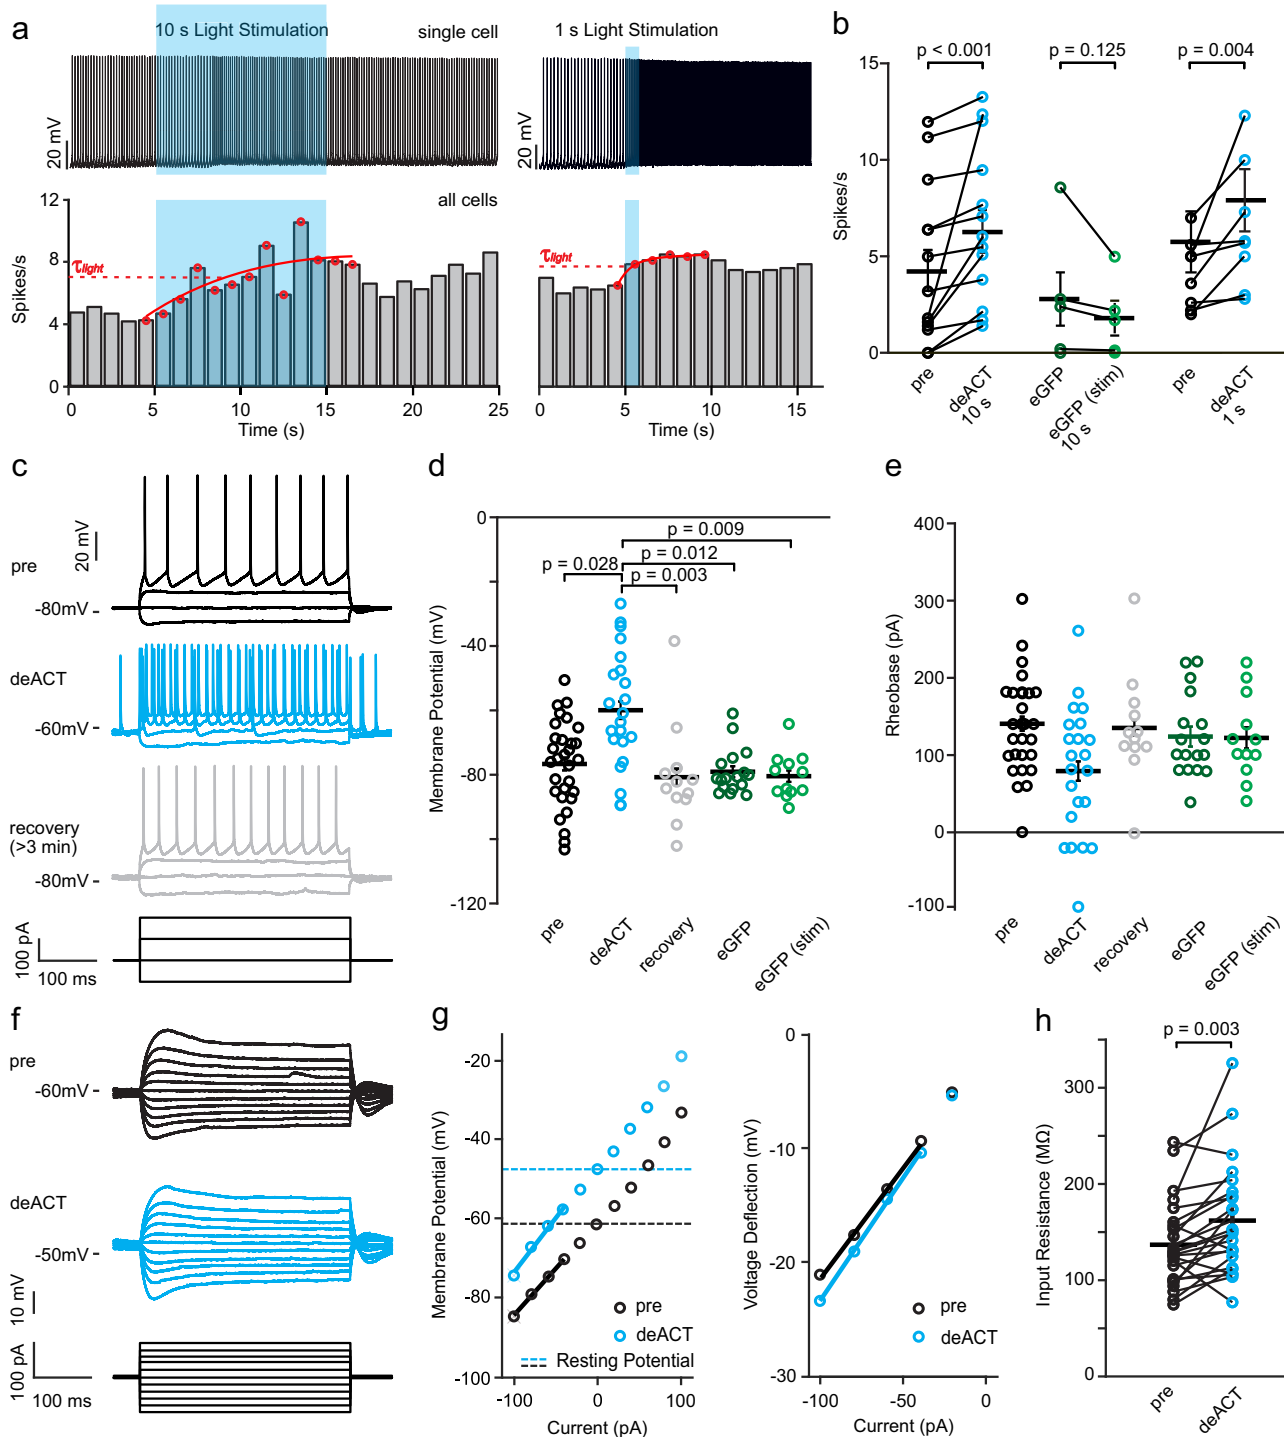 a
10 s Light Stimulation
single cell
1 s Light Stimulation
20 mV
20 mV
all cells
Spikes/s
12
8
4
0
τlight
τlight
0 5 10 15 20 25
Time (s)
0 5 10 15
Time (s)
b
p < 0.001
p = 0.125
p = 0.004
Spikes/s
15
10
5
0
pre
deACT
10 s
eGFP
eGFP (stim)
10 s
pre
deACT
1 s
c
20 mV
pre
-80mV -
deACT
-60mV -
recovery
(>3 min)
-80mV -
100 pA
100 ms
d
Membrane Potential (mV)
0
-40
-80
-120
p = 0.009
p = 0.012
p = 0.028
p = 0.003
pre
deACT
recovery
eGFP
eGFP (stim)
e
Rheobase (pA)
400
300
200
100
0
-100
pre
deACT
recovery
eGFP
eGFP (stim)
f
pre
-60mV -
deACT
-50mV -
10 mV
100 pA
100 ms
g
Membrane Potential (mV)
-20
-40
-60
-80
-100
pre
deACT
Resting Potential
-100 -50 0 50 100
Current (pA)
Voltage Deflection (mV)
0
-10
-20
-30
pre
deACT
-100 -50 0
Current (pA)
h
p = 0.003
Input Resistance (MΩ)
300
200
100
0
pre
deACT